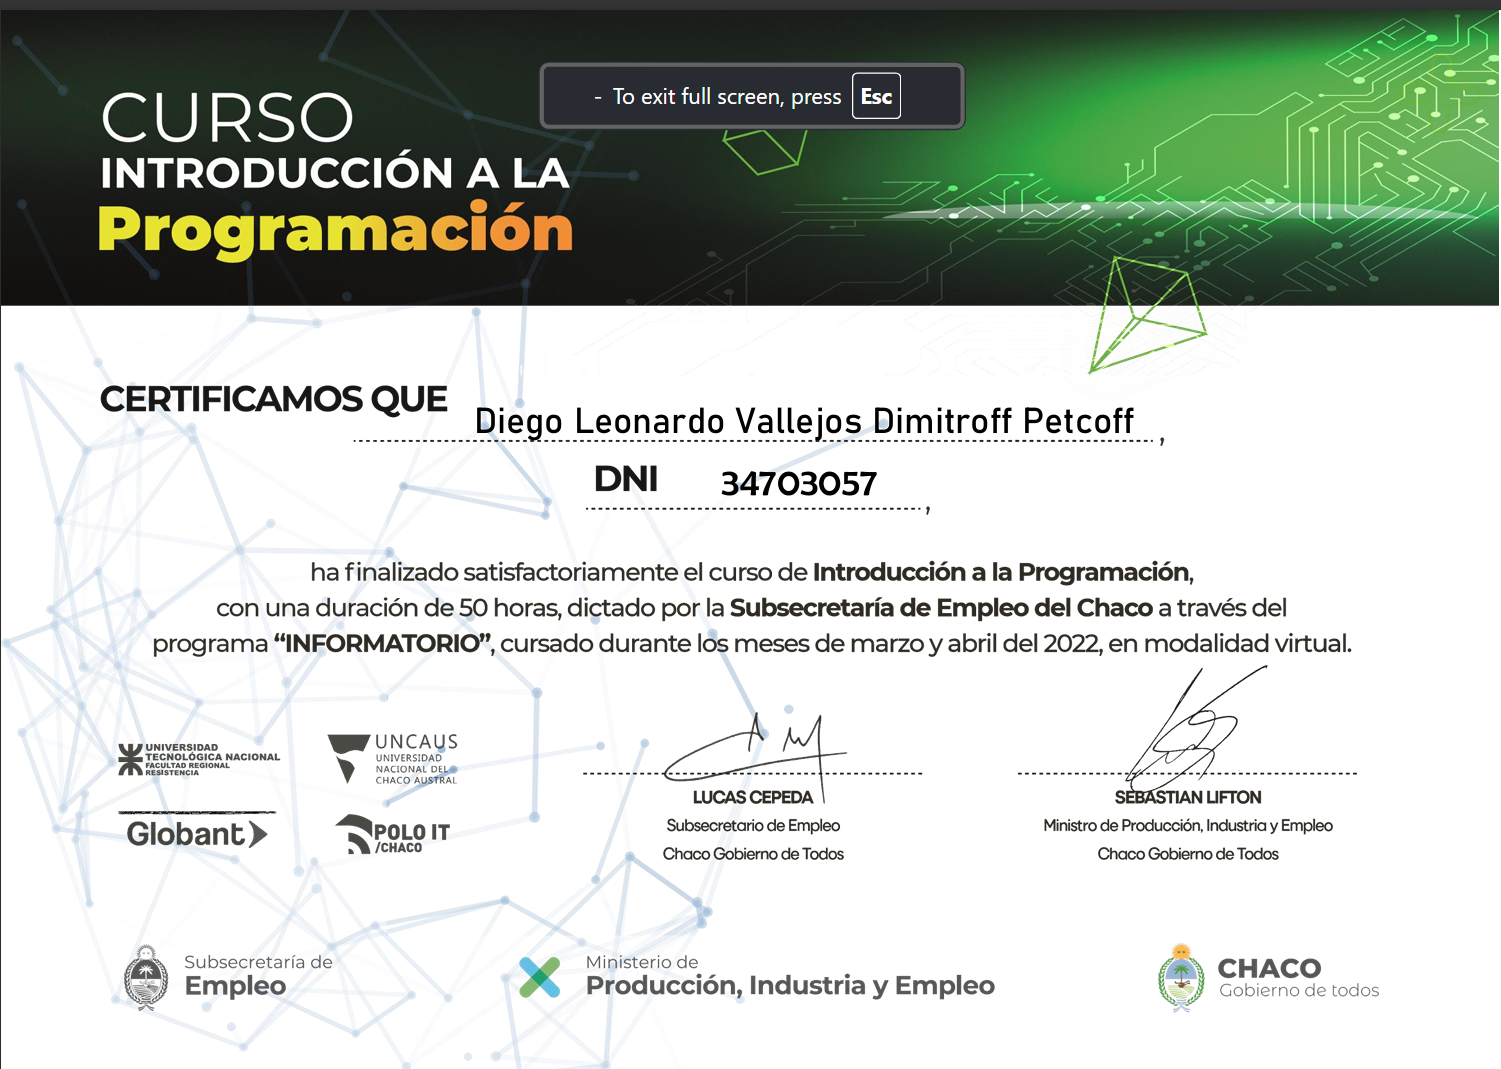 - To exit full screen, press Esc
CURSO
INTRODUCCIÓN A LA
Programación
CERTIFICAMOS QUE Diego Leonardo Vallejos Dimitroff Petcoff,
DNI 34703057,
ha finalizado satisfactoriamente el curso de Introducción a la Programación,
con una duración de 50 horas, dictado por la Subsecretaría de Empleo del Chaco a través del
programa “INFORMATORIO”, cursado durante los meses de marzo y abril del 2022, en modalidad virtual.
UNIVERSIDAD
TECNOLÓGICA NACIONAL
FACULTAD REGIONAL
RESISTENCIA
UNCAUS
UNIVERSIDAD
NACIONAL DEL
CHACO AUSTRAL
Globant
POLO IT
/CHACO
LUCAS CEPEDA
Subsecretario de Empleo
Chaco Gobierno de Todos
SEBASTIAN LIFTON
Ministro de Producción, Industria y Empleo
Chaco Gobierno de Todos
Subsecretaría de
Empleo
Ministerio de
Producción, Industria y Empleo
CHACO
Gobierno de todos